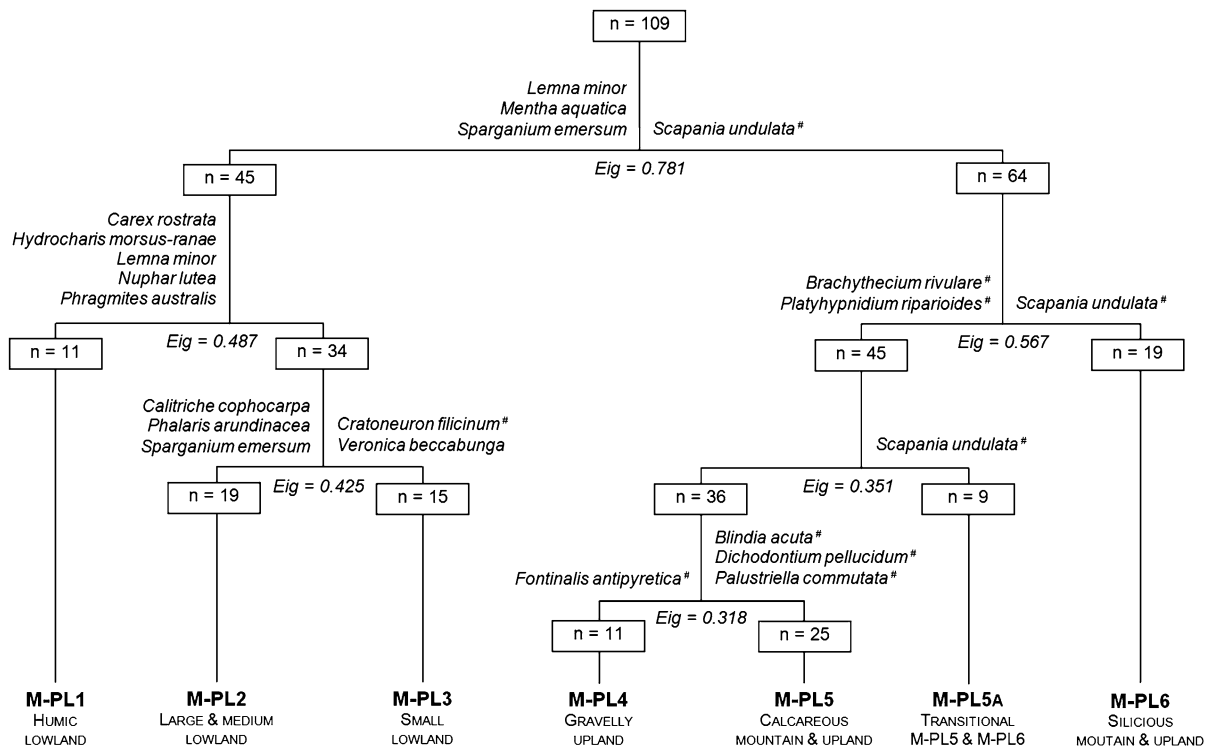 n = 109
Lemna minor
Mentha aquatica
Sparganium emersum
Scapania undulata#
Eig = 0.781
n = 45
n = 64
Carex rostrata
Hydrocharis morsus-ranae
Lemna minor
Nuphar lutea
Phragmites australis
Brachythecium rivulare#
Platyhypnidium riparioides#
Scapania undulata#
Eig = 0.487
Eig = 0.567
n = 11
n = 34
n = 45
n = 19
Calitriche cophocarpa
Phalaris arundinacea
Sparganium emersum
Cratoneuron filicinum#
Veronica beccabunga
Scapania undulata#
Eig = 0.425
Eig = 0.351
n = 19
n = 15
n = 36
n = 9
Fontinalis antipyretica#
Blindia acuta#
Dichodontium pellucidum#
Palustriella commutata#
Eig = 0.318
n = 11
n = 25
M-PL1
HUMIC
LOWLAND
M-PL2
LARGE & MEDIUM
LOWLAND
M-PL3
SMALL
LOWLAND
M-PL4
GRAVELLY
UPLAND
M-PL5
CALCAREOUS
MOUNTAIN & UPLAND
M-PL5A
TRANSITIONAL
M-PL5 & M-PL6
M-PL6
SILICIOUS
MOUTAIN & UPLAND